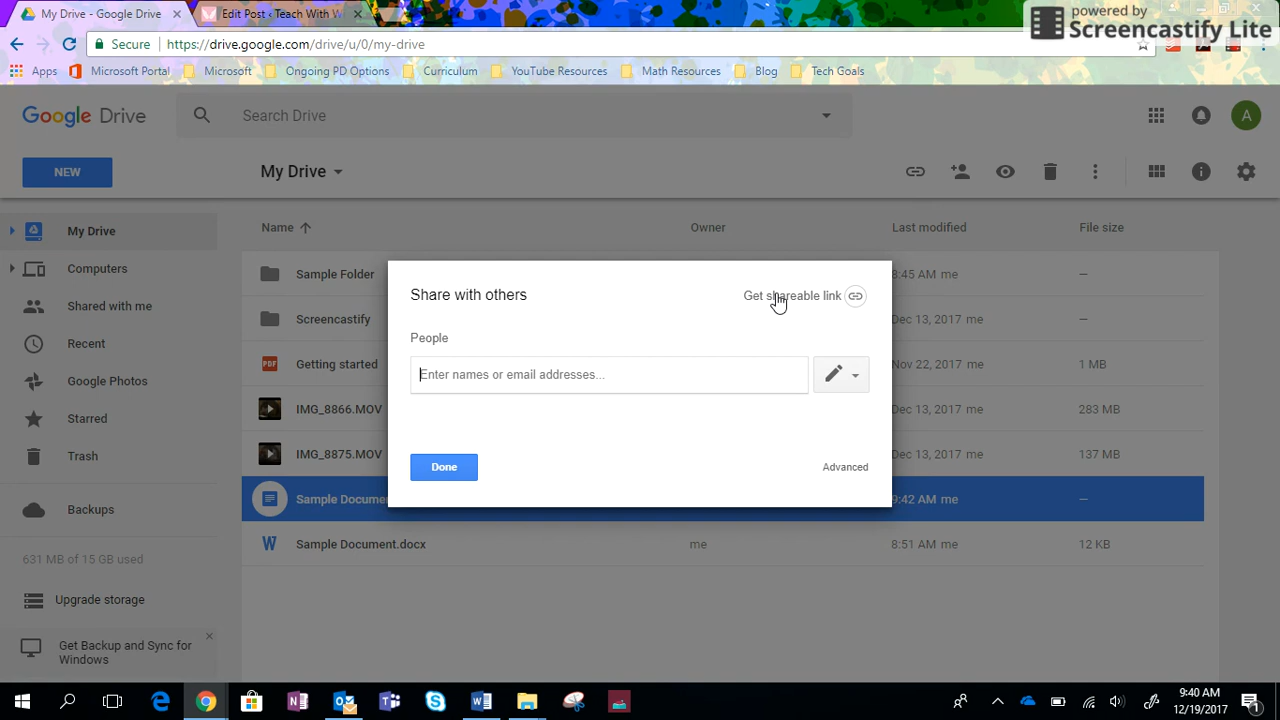 My Drive - Google Drive
Edit Post ‹ Teach With
powered by
Screencastify Lite
Secure https://drive.google.com/drive/u/0/my-drive
Apps Microsoft Portal Microsoft Ongoing PD Options Curriculum YouTube Resources Math Resources Blog Tech Goals
Google Drive Search Drive A
NEW My Drive
My Drive
Computers
Shared with me
Recent
Google Photos
Starred
Trash
Backups
631 MB of 15 GB used
Upgrade storage
Get Backup and Sync for
Windows
Name Owner Last modified File size
Sample Folder 8:45 AM me –
Screencastify Dec 13, 2017 me –
PDF Getting started Nov 22, 2017 me 1 MB
IMG_8866.MOV Dec 13, 2017 me 283 MB
IMG_8875.MOV Dec 13, 2017 me 137 MB
Sample Docume 9:42 AM me –
W Sample Document.docx me 8:51 AM me 12 KB
Share with others Get shareable link
People
Enter names or email addresses...
Done Advanced
9:40 AM
12/19/2017
1